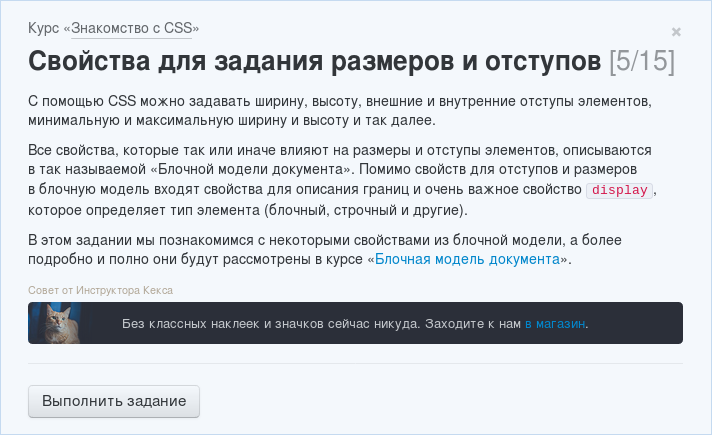 Курс «Знакомство с CSS»
×
Свойства для задания размеров и отступов [5/15]
С помощью CSS можно задавать ширину, высоту, внешние и внутренние отступы элементов,
минимальную и максимальную ширину и высоту и так далее.
Все свойства, которые так или иначе влияют на размеры и отступы элементов, описываются
в так называемой «Блочной модели документа». Помимо свойств для отступов и размеров
в блочную модель входят свойства для описания границ и очень важное свойство display,
которое определяет тип элемента (блочный, строчный и другие).
В этом задании мы познакомимся с некоторыми свойствами из блочной модели, а более
подробно и полно они будут рассмотрены в курсе «Блочная модель документа».
Совет от Инструктора Кекса
Без классных наклеек и значков сейчас никуда. Заходите к нам в магазин.
Выполнить задание